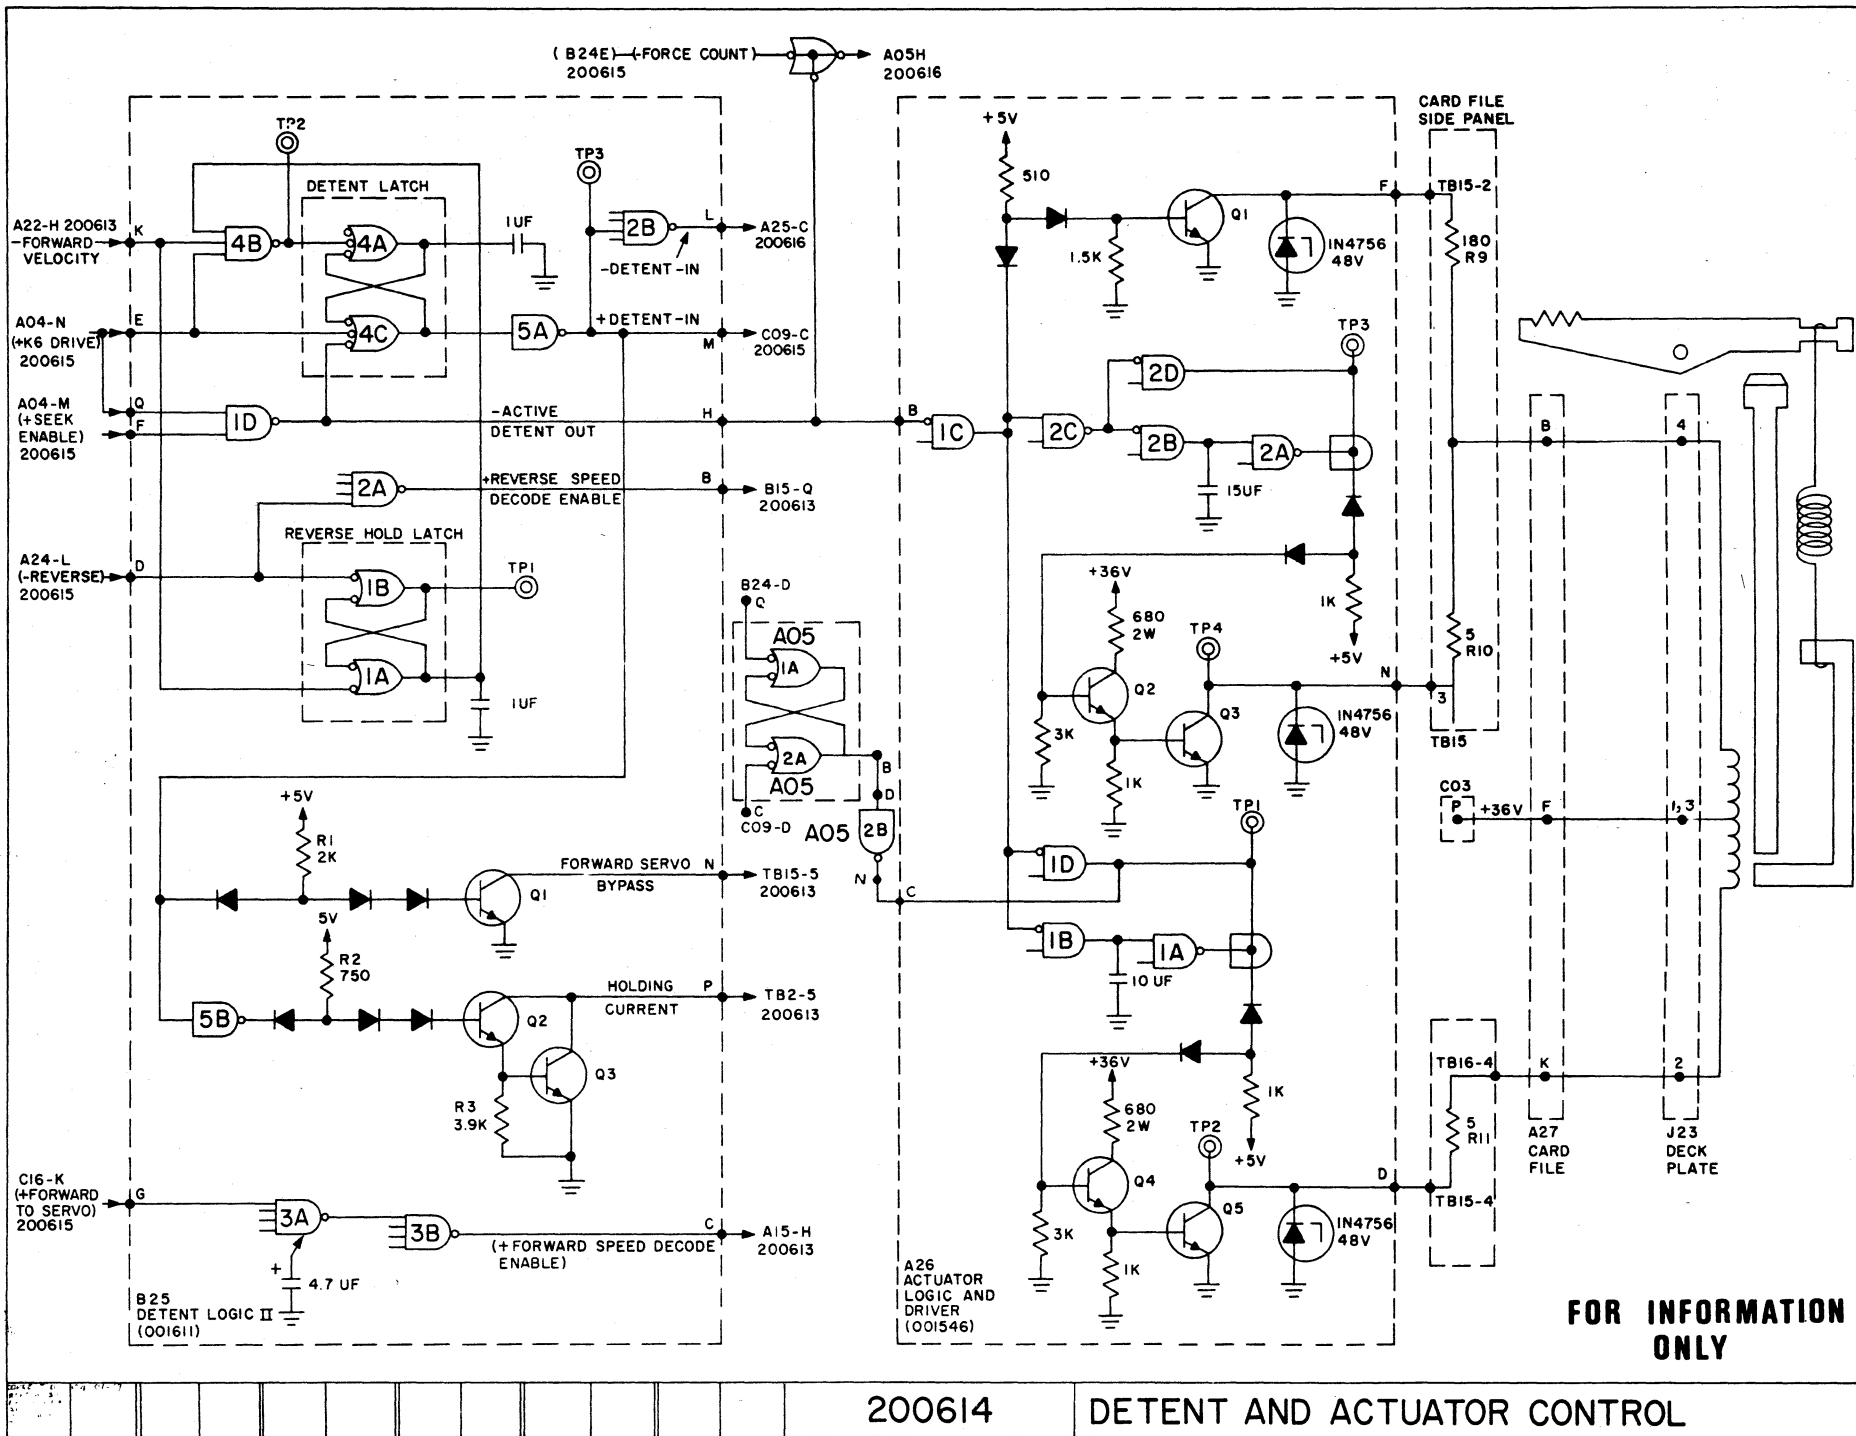 ( B24E) (-FORCE COUNT)
200615
A05H
200616
CARD FILE
SIDE PANEL
TP2
TP3
DETENT LATCH
+5V
510
F
TB15-2
Q1
1.5K
IN4756
48V
180
R9
A22-H 200613
-FORWARD
VELOCITY
K
4B
4A
1UF
2B
L
A25-C
200616
-DETENT-IN
A04-N
(+K6 DRIVE)
200615
E
4C
5A
+DETENT-IN
M
C09-C
200615
A04-M
(+SEEK
ENABLE)
200615
Q
F
1D
-ACTIVE
DETENT OUT
H
B
1C
2C
2D
2B
2A
TP3
15UF
B
4
2A
+REVERSE SPEED
DECODE ENABLE
B
B15-Q
200613
REVERSE HOLD LATCH
A24-L
(-REVERSE)
200615
D
1B
TP1
1A
1UF
B24-D
Q
A05
1A
2A
A05
B
D
C
C09-D
A05
2B
N
C
+36V
680
2W
TP4
1K
+5V
5
R10
N
3
TB15
Q2
Q3
3K
1K
IN4756
48V
C03
P
+36V
F
1,3
+5V
R1
2K
FORWARD SERVO
BYPASS
N
TB15-5
200613
Q1
5V
R2
750
5B
Q2
HOLDING
CURRENT
P
TB2-5
200613
Q3
R3
3.9K
TP1
1D
1B
1A
10 UF
+36V
680
2W
1K
+5V
TP2
Q4
Q5
3K
1K
D
IN4756
48V
TB16-4
5
R11
TB15-4
K
2
A27
CARD
FILE
J23
DECK
PLATE
C16-K
(+FORWARD
TO SERVO)
200615
G
3A
3B
C
(+FORWARD SPEED DECODE
ENABLE)
A15-H
200613
+
4.7 UF
B25
DETENT LOGIC II
(001611)
A26
ACTUATOR
LOGIC AND
DRIVER
(001546)
FOR INFORMATION
ONLY
200614
DETENT AND ACTUATOR CONTROL